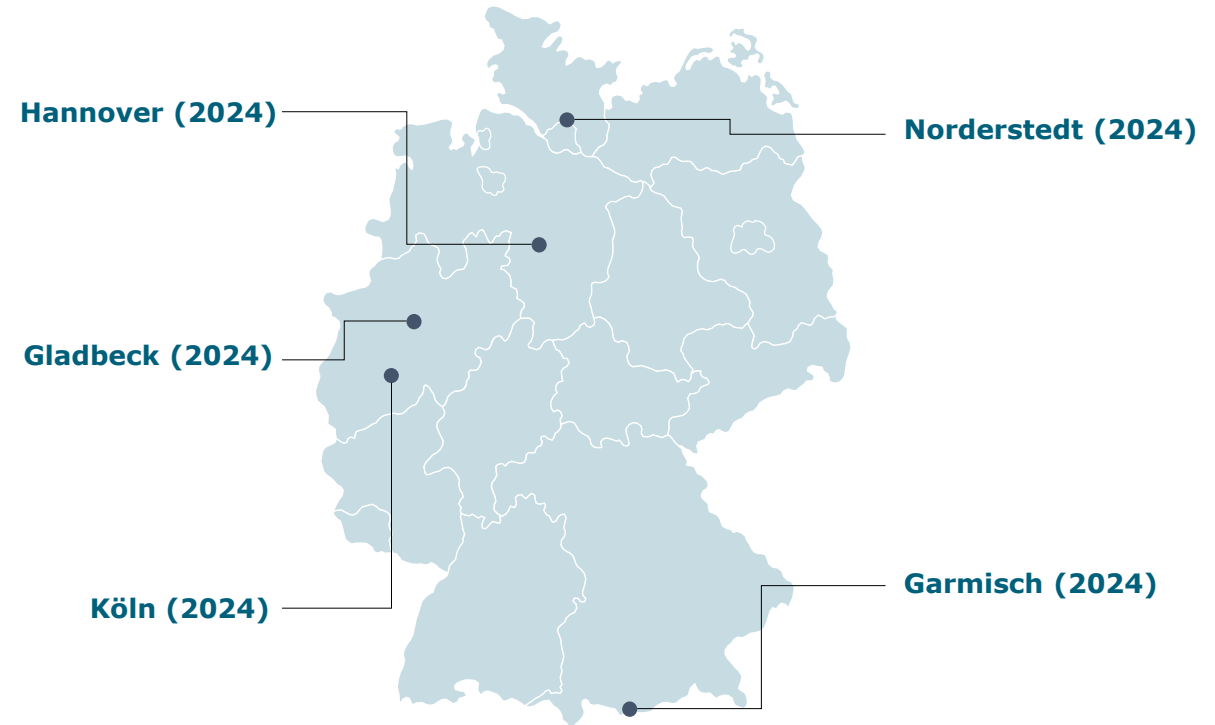 Hannover (2024)
Norderstedt (2024)
Gladbeck (2024)
Köln (2024)
Garmisch (2024)